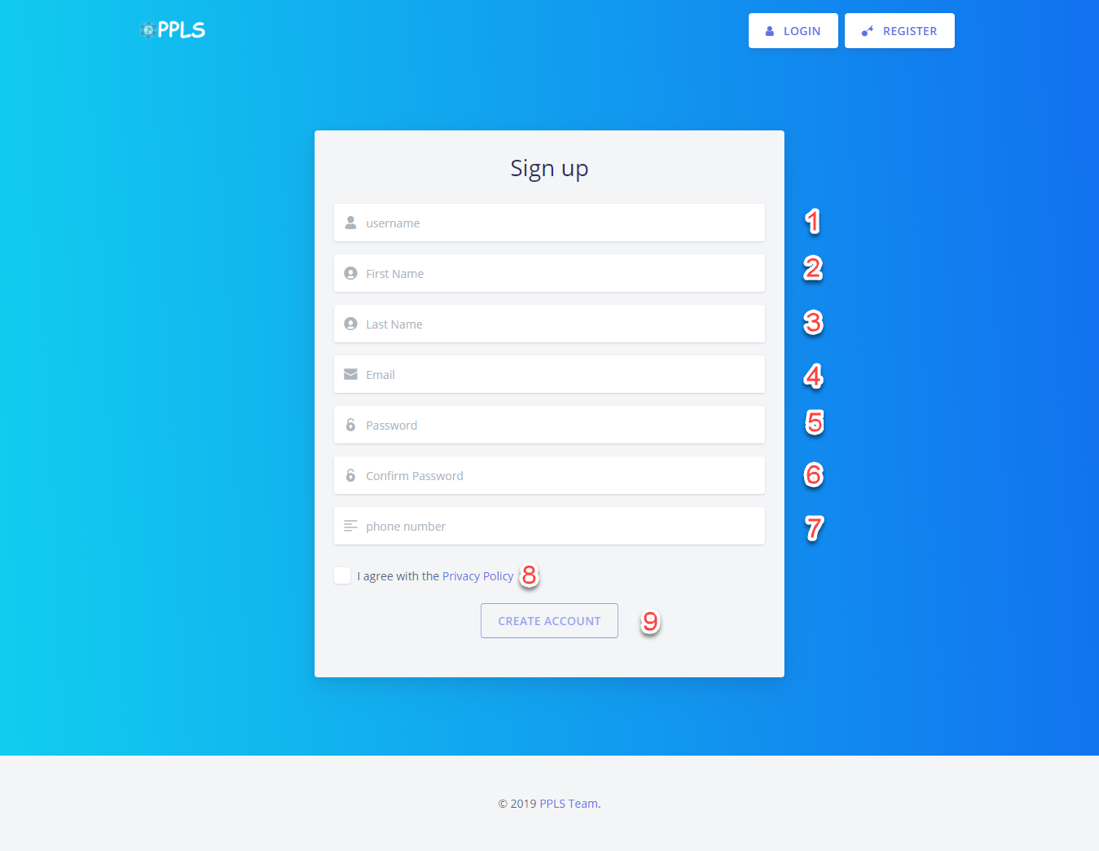 PPLS
LOGIN
REGISTER
Sign up
username
1
First Name
2
Last Name
3
Email
4
Password
5
Confirm Password
6
phone number
7
I agree with the Privacy Policy 8
CREATE ACCOUNT
9
© 2019 PPLS Team.